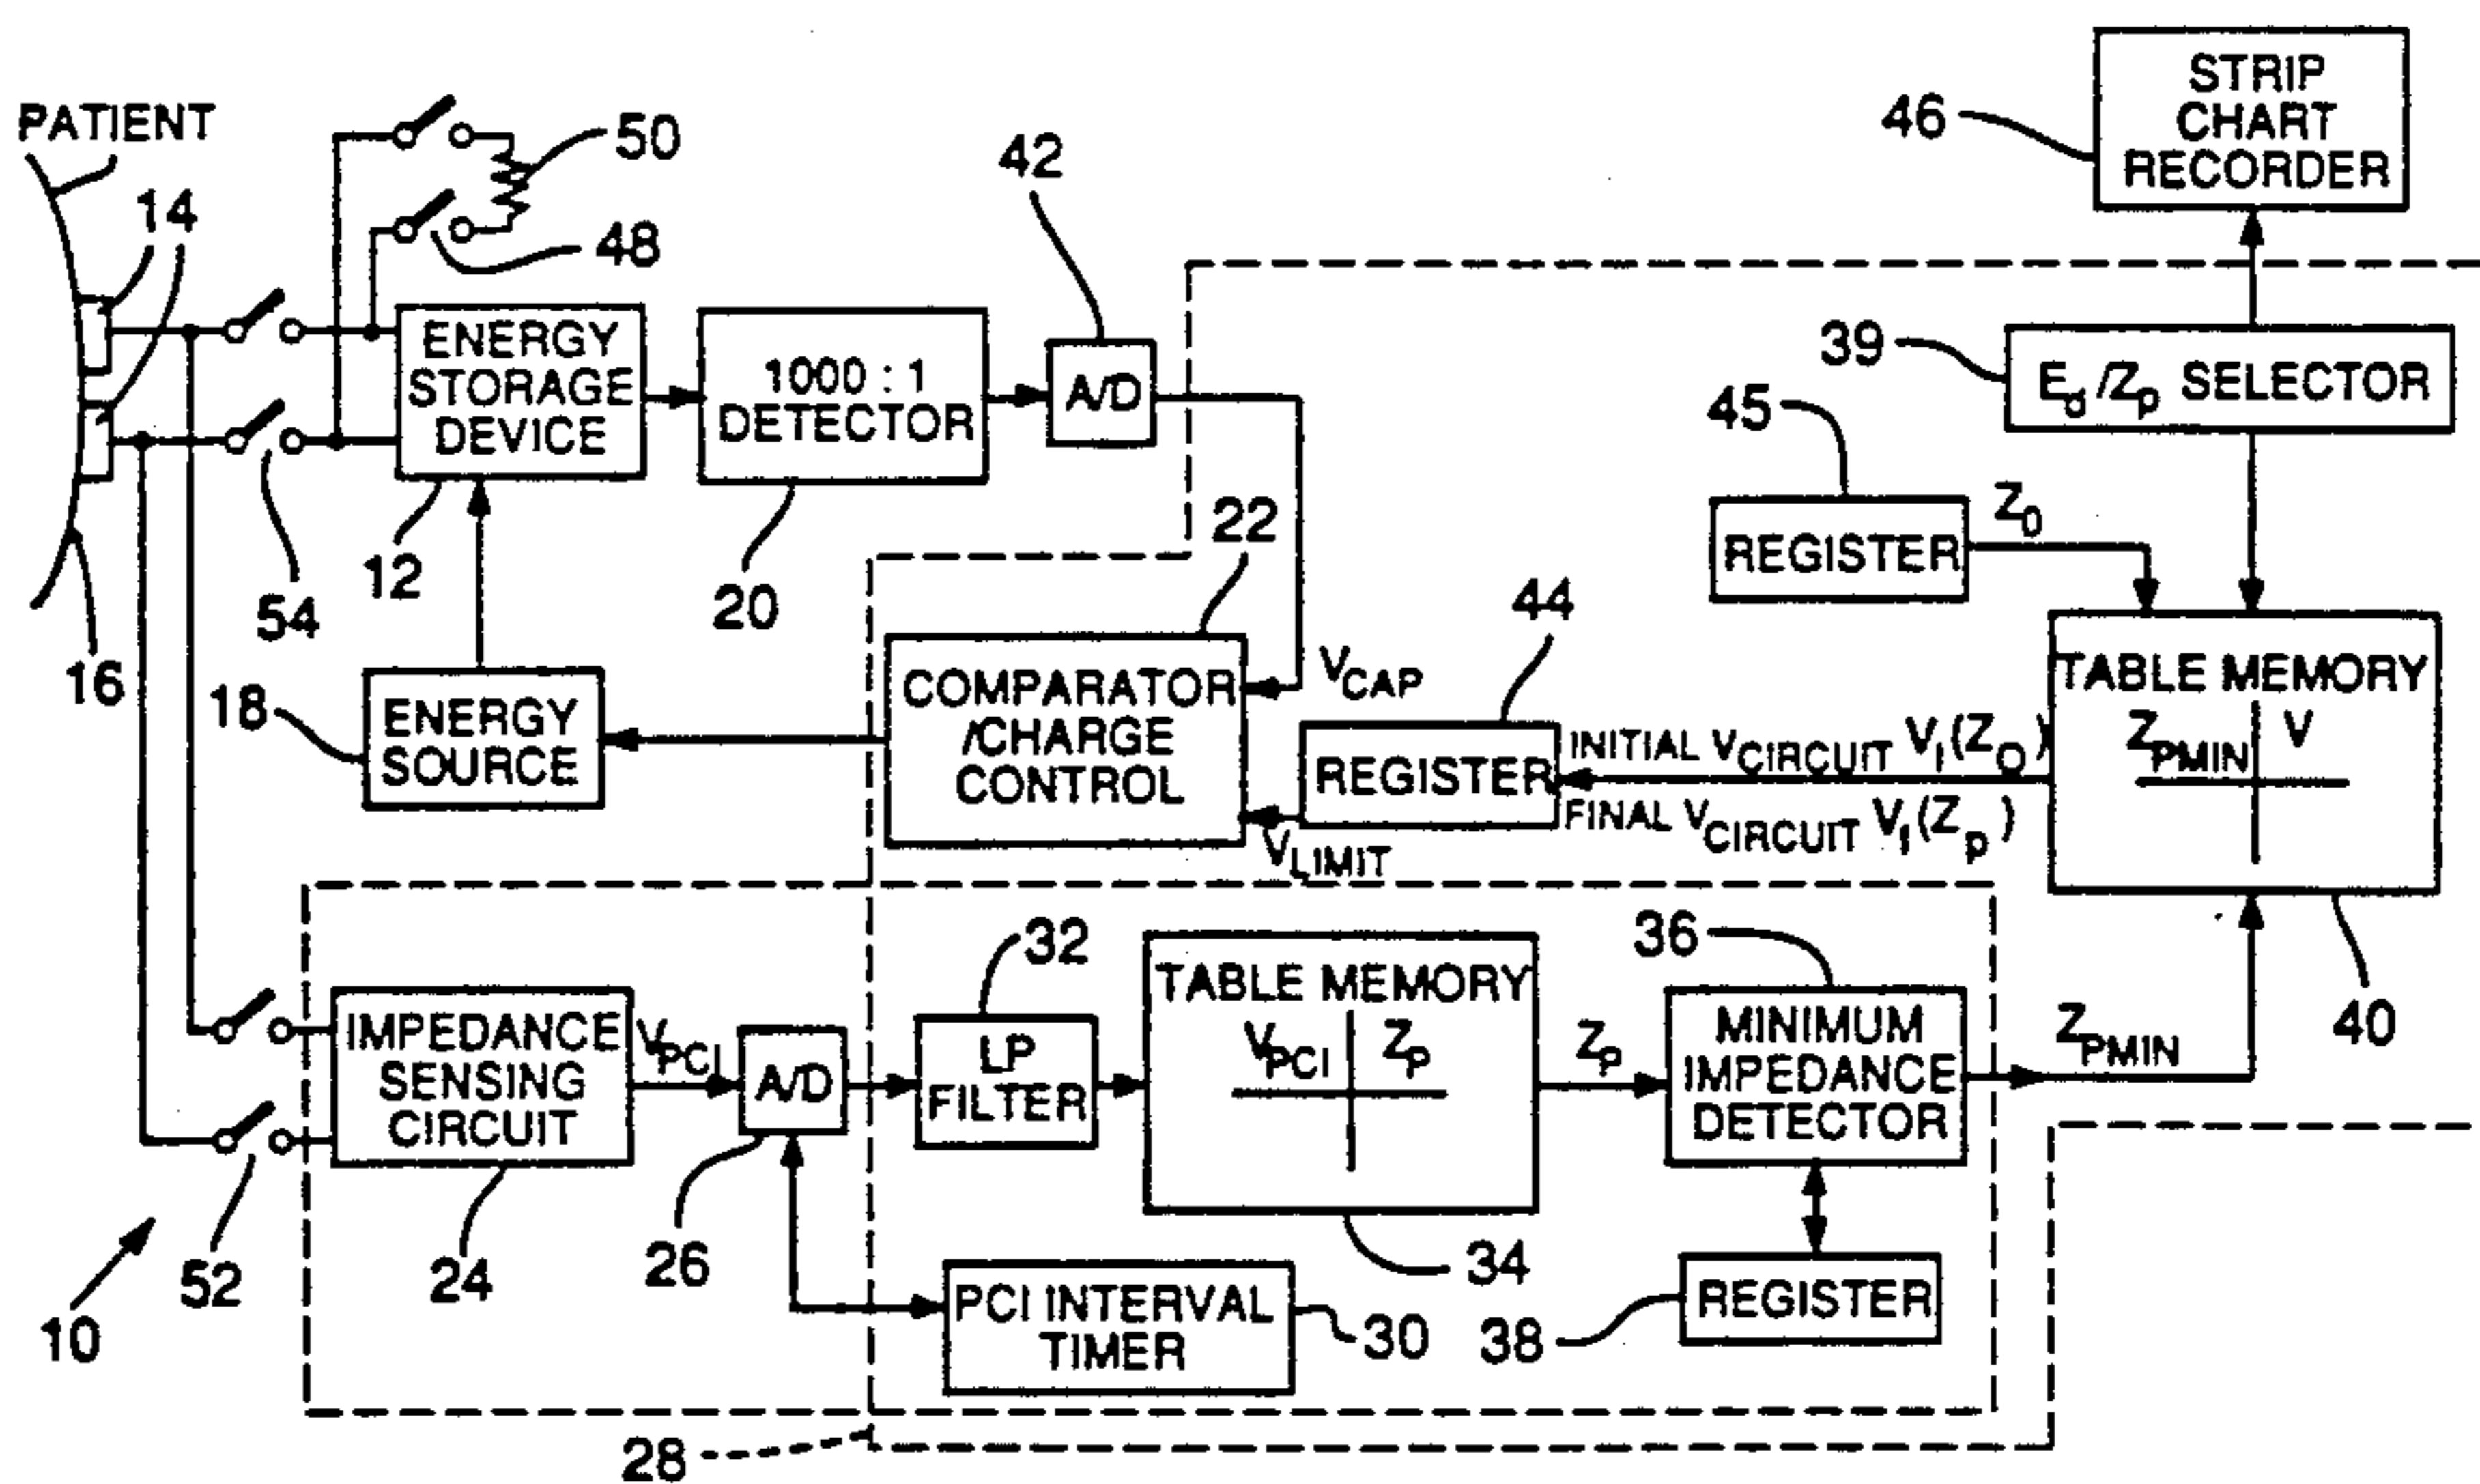 PATIENT
14
50
48
42
46
STRIP
CHART
RECORDER
39
E_d/Z_p SELECTOR
ENERGY
STORAGE
DEVICE
1000 : 1
DETECTOR
A/D
45
REGISTER
Z_0
54
12
20
22
44
16
18
ENERGY
SOURCE
COMPARATOR
/CHARGE
CONTROL
V_CAP
REGISTER
V_LIMIT
INITIAL V_CIRCUIT V_I(Z_O)
FINAL V_CIRCUIT V_f(Z_p)
TABLE MEMORY
Z_PMIN V
40
IMPEDANCE
SENSING
CIRCUIT
V_PCI
A/D
32
LP
FILTER
TABLE MEMORY
V_PCI Z_P
Z_P
36
MINIMUM
IMPEDANCE
DETECTOR
Z_PMIN
10
52
24
26
34
PCI INTERVAL
TIMER
30
38
REGISTER
28